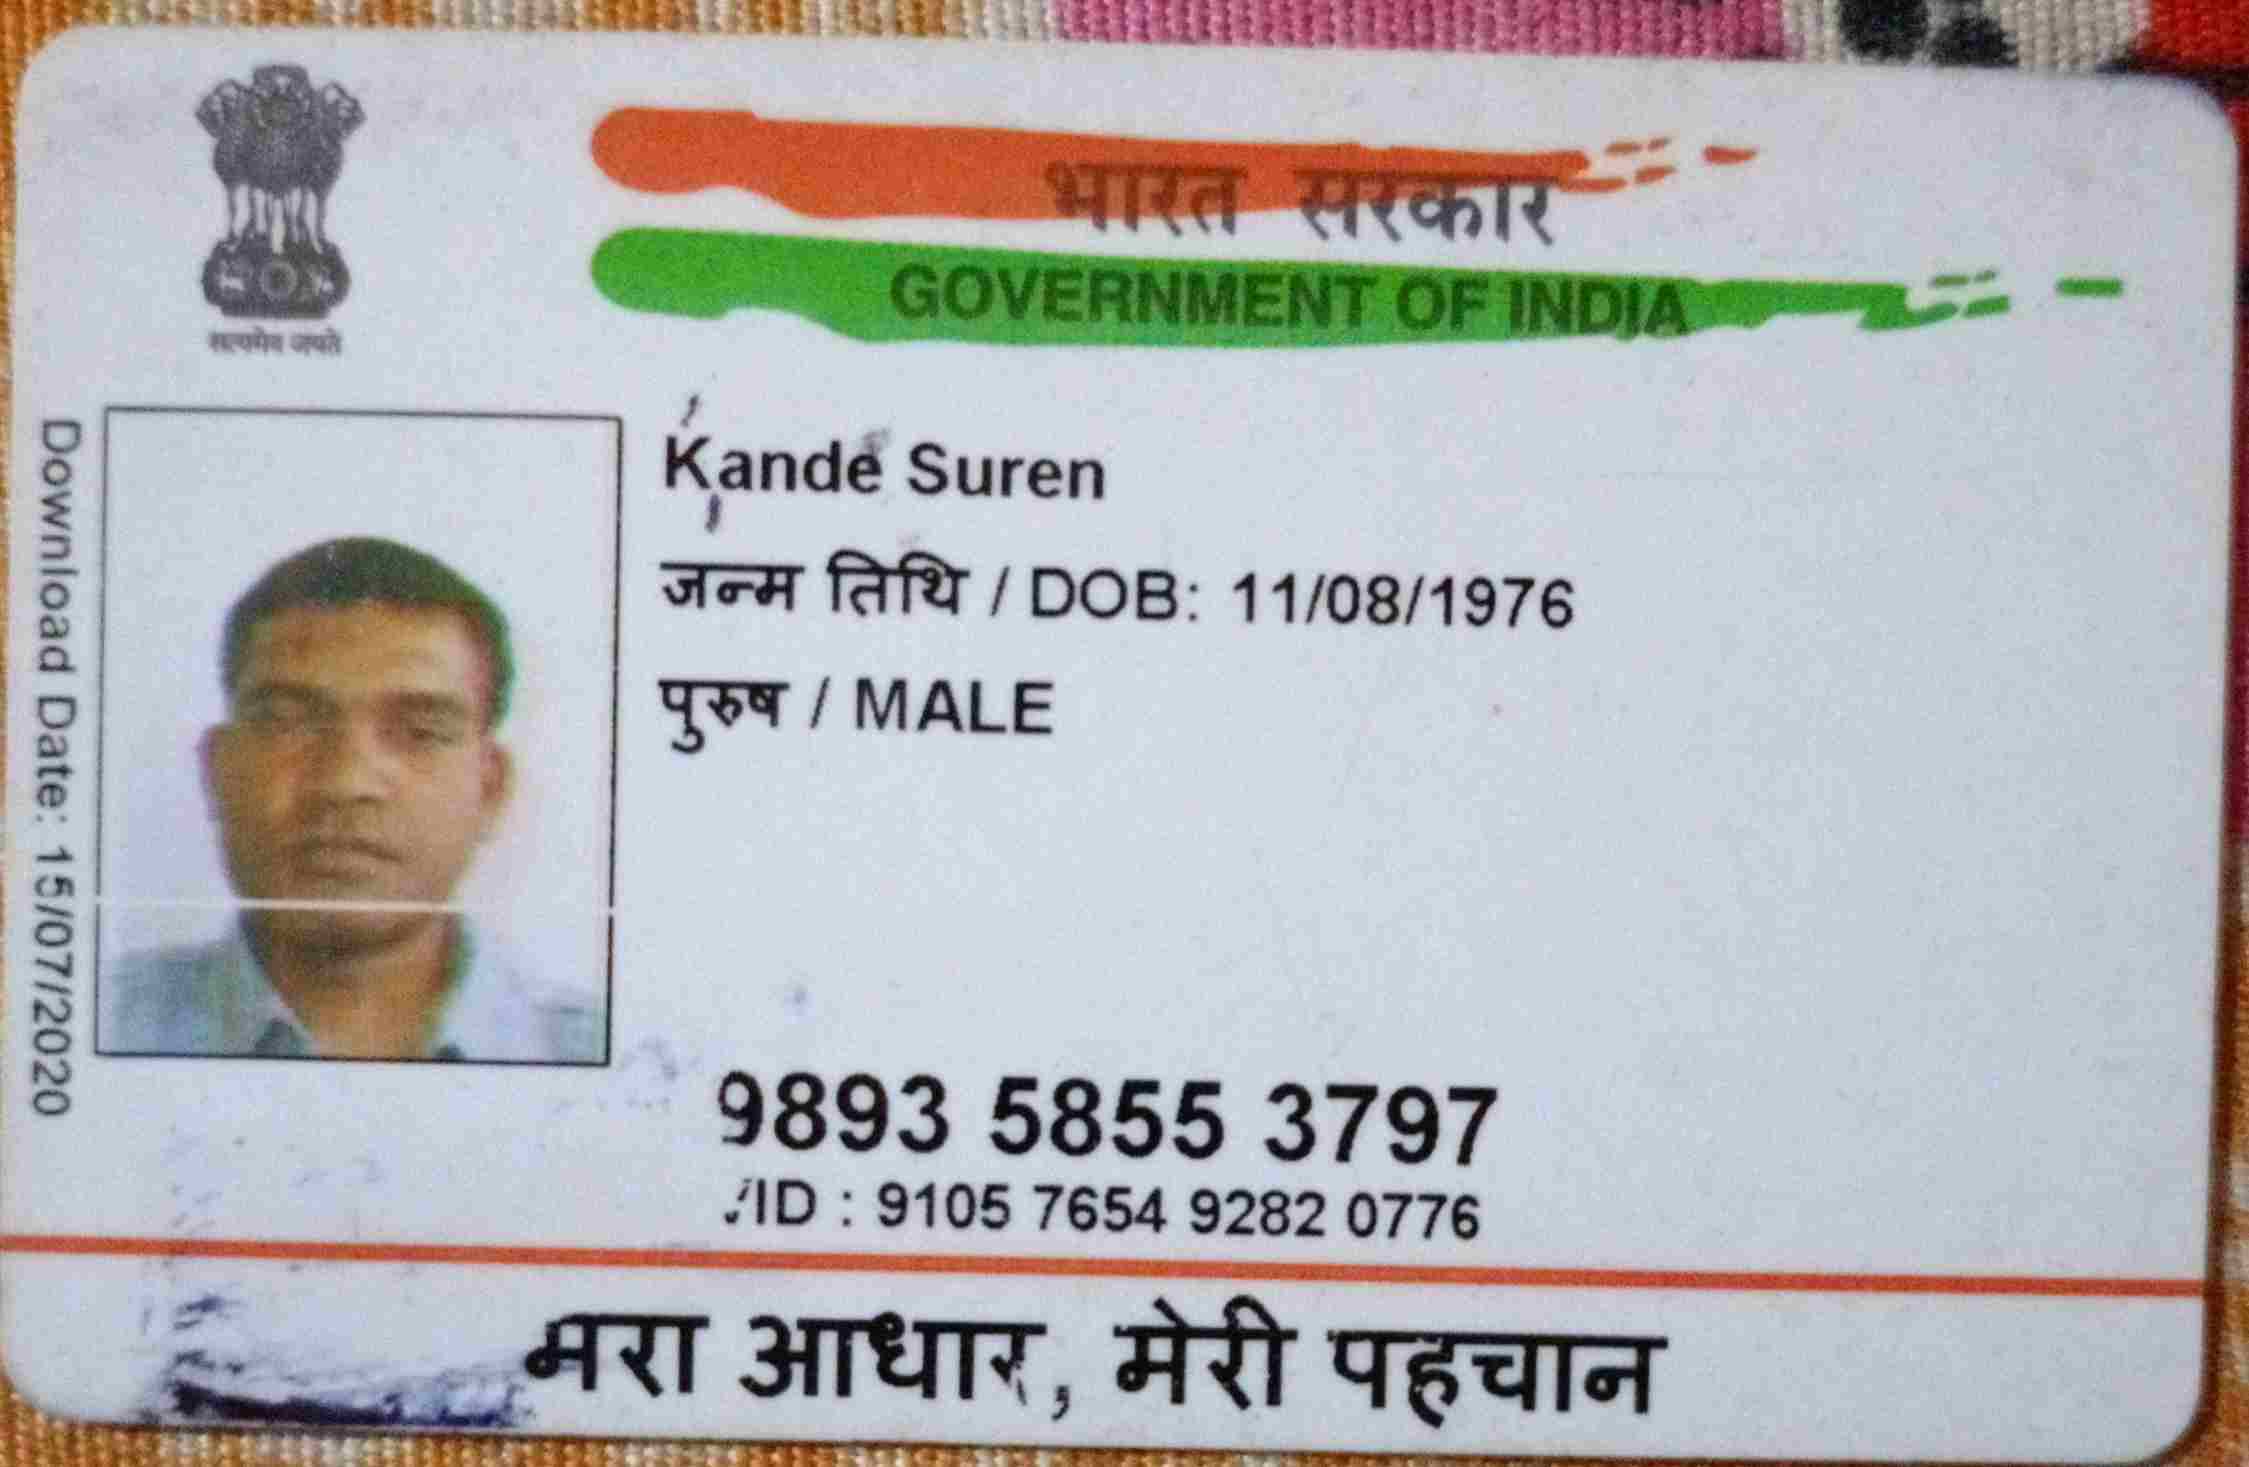 सत्यमेव जयते
भारत सरकार
GOVERNMENT OF INDIA
Kande Suren
जन्म तिथि / DOB: 11/08/1976
पुरुष / MALE
Download Date: 15/07/2020
9893 5855 3797
VID : 9105 7654 9282 0776
मेरा आधार, मेरी पहचान